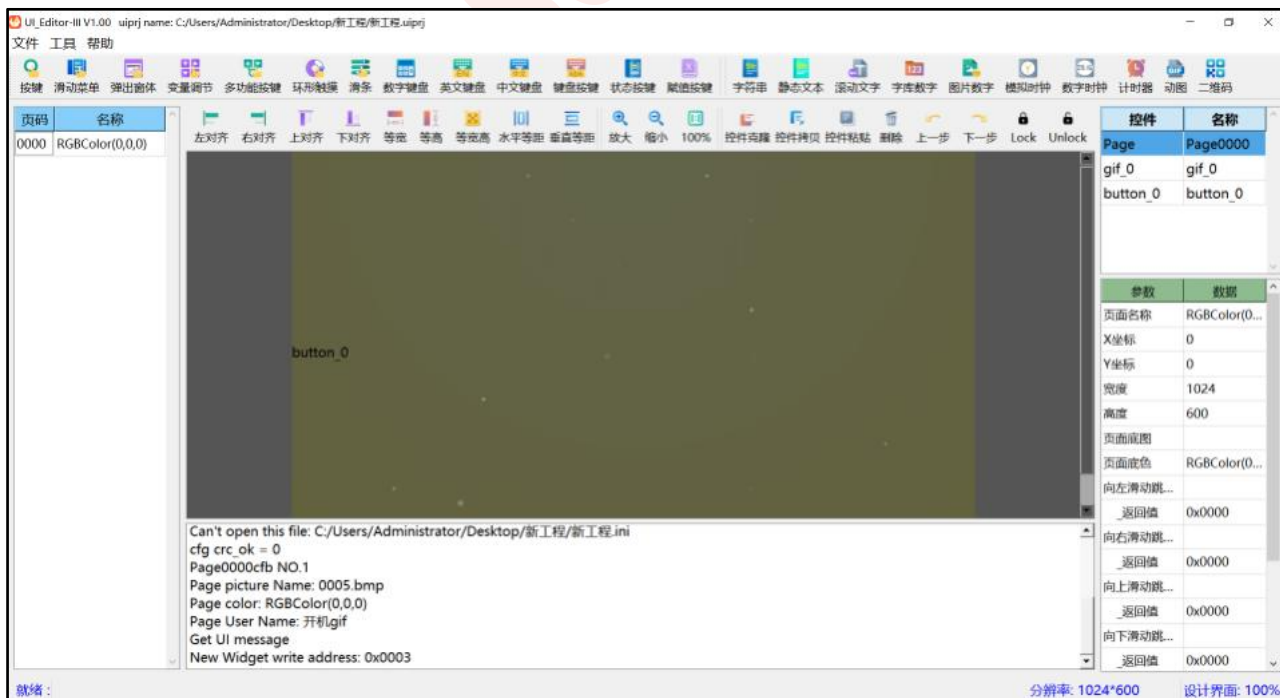 UI_Editor-III V1.00 uiprj name: C:/Users/Administrator/Desktop/新工程/新工程.uiprj
文件 工具 帮助
按键 滑动菜单 弹出窗体 变量调节 多功能按键 环形触摸 滑条 数字键盘 英文键盘 中文键盘 键盘按键 状态按键 赋值按键 字符串 静态文本 滚动文字 字库数字 图片数字 模拟时钟 数字时钟 计时器 动图 二维码
页码 名称
0000 RGBColor(0,0,0)
左对齐 右对齐 上对齐 下对齐 等宽 等高 等宽高 水平等距 垂直等距 放大 缩小 100% 控件克隆 控件拷贝 控件粘贴 删除 上一步 下一步 Lock Unlock
button_0
Can't open this file: C:/Users/Administrator/Desktop/新工程/新工程.ini
cfg crc_ok = 0
Page0000cfb NO.1
Page picture Name: 0005.bmp
Page color: RGBColor(0,0,0)
Page User Name: 开机gif
Get UI message
New Widget write address: 0x0003
控件 名称
Page Page0000
gif_0 gif_0
button_0 button_0
参数 数据
页面名称 RGBColor(0...
X坐标 0
Y坐标 0
宽度 1024
高度 600
页面底图
页面底色 RGBColor(0...
向左滑动跳...
_返回值 0x0000
向右滑动跳...
_返回值 0x0000
向上滑动跳...
_返回值 0x0000
向下滑动跳...
_返回值 0x0000
就绪 :
分辨率: 1024*600 设计界面: 100%